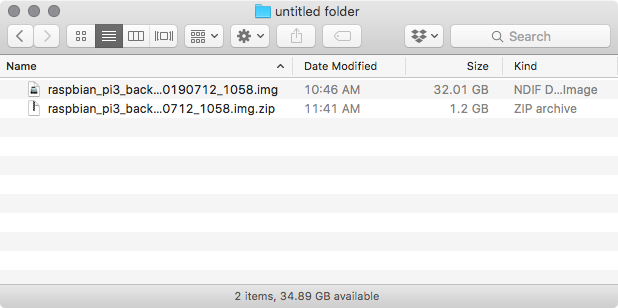 untitled folder
Search
Name Date Modified Size Kind
raspbian_pi3_back...0190712_1058.img 10:46 AM 32.01 GB NDIF D...Image
raspbian_pi3_back...0712_1058.img.zip 11:41 AM 1.2 GB ZIP archive
2 items, 34.89 GB available